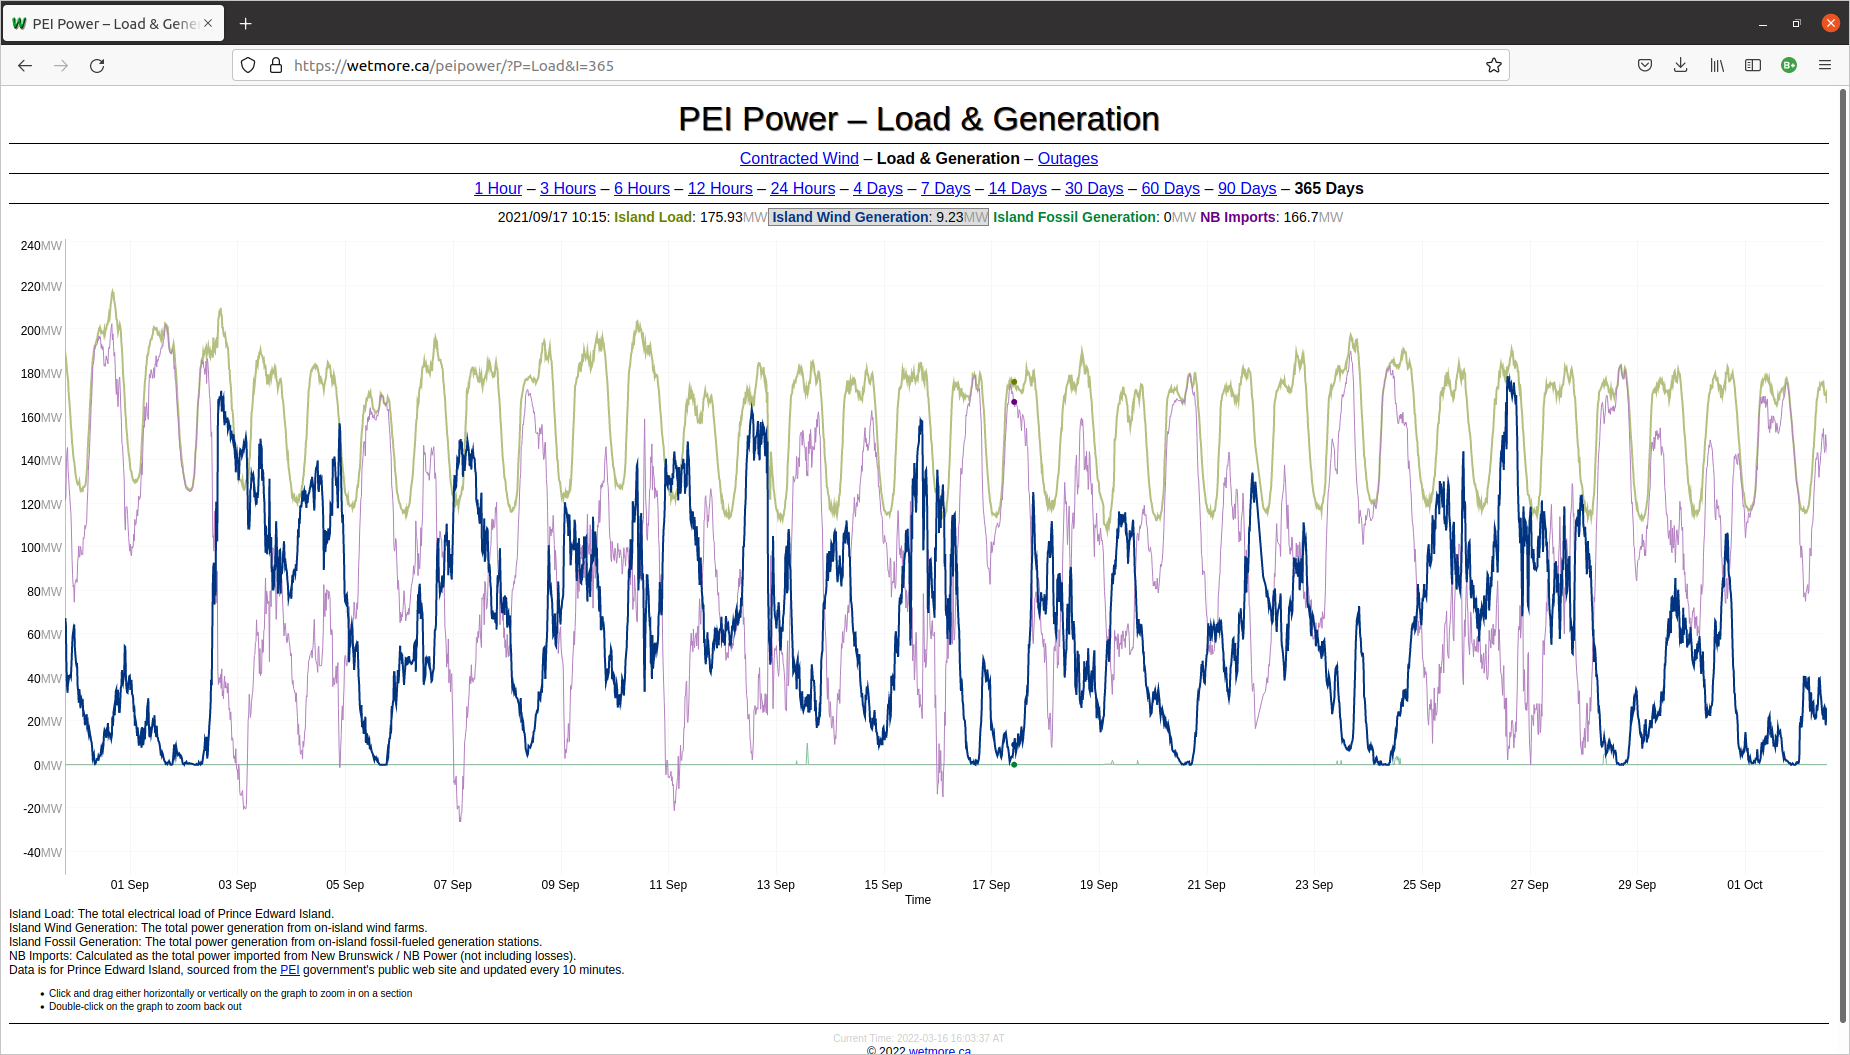 PEI Power – Load & Gene
https://wetmore.ca/peipower/?P=Load&I=365
B+
PEI Power – Load & Generation
Contracted Wind – Load & Generation – Outages
1 Hour – 3 Hours – 6 Hours – 12 Hours – 24 Hours – 4 Days – 7 Days – 14 Days – 30 Days – 60 Days – 90 Days – 365 Days
2021/09/17 10:15: Island Load: 175.93MW Island Wind Generation: 9.23MW Island Fossil Generation: 0MW NB Imports: 166.7MW
240MW
220MW
200MW
180MW
160MW
140MW
120MW
100MW
80MW
60MW
40MW
20MW
0MW
-20MW
-40MW
01 Sep 03 Sep 05 Sep 07 Sep 09 Sep 11 Sep 13 Sep 15 Sep 17 Sep 19 Sep 21 Sep 23 Sep 25 Sep 27 Sep 29 Sep 01 Oct
Time
Island Load: The total electrical load of Prince Edward Island.
Island Wind Generation: The total power generation from on-island wind farms.
Island Fossil Generation: The total power generation from on-island fossil-fueled generation stations.
NB Imports: Calculated as the total power imported from New Brunswick / NB Power (not including losses).
Data is for Prince Edward Island, sourced from the PEI government's public web site and updated every 10 minutes.
• Click and drag either horizontally or vertically on the graph to zoom in on a section
• Double-click on the graph to zoom back out
Current Time: 2022-03-16 16:03:37 AT
© 2022 wetmore.ca